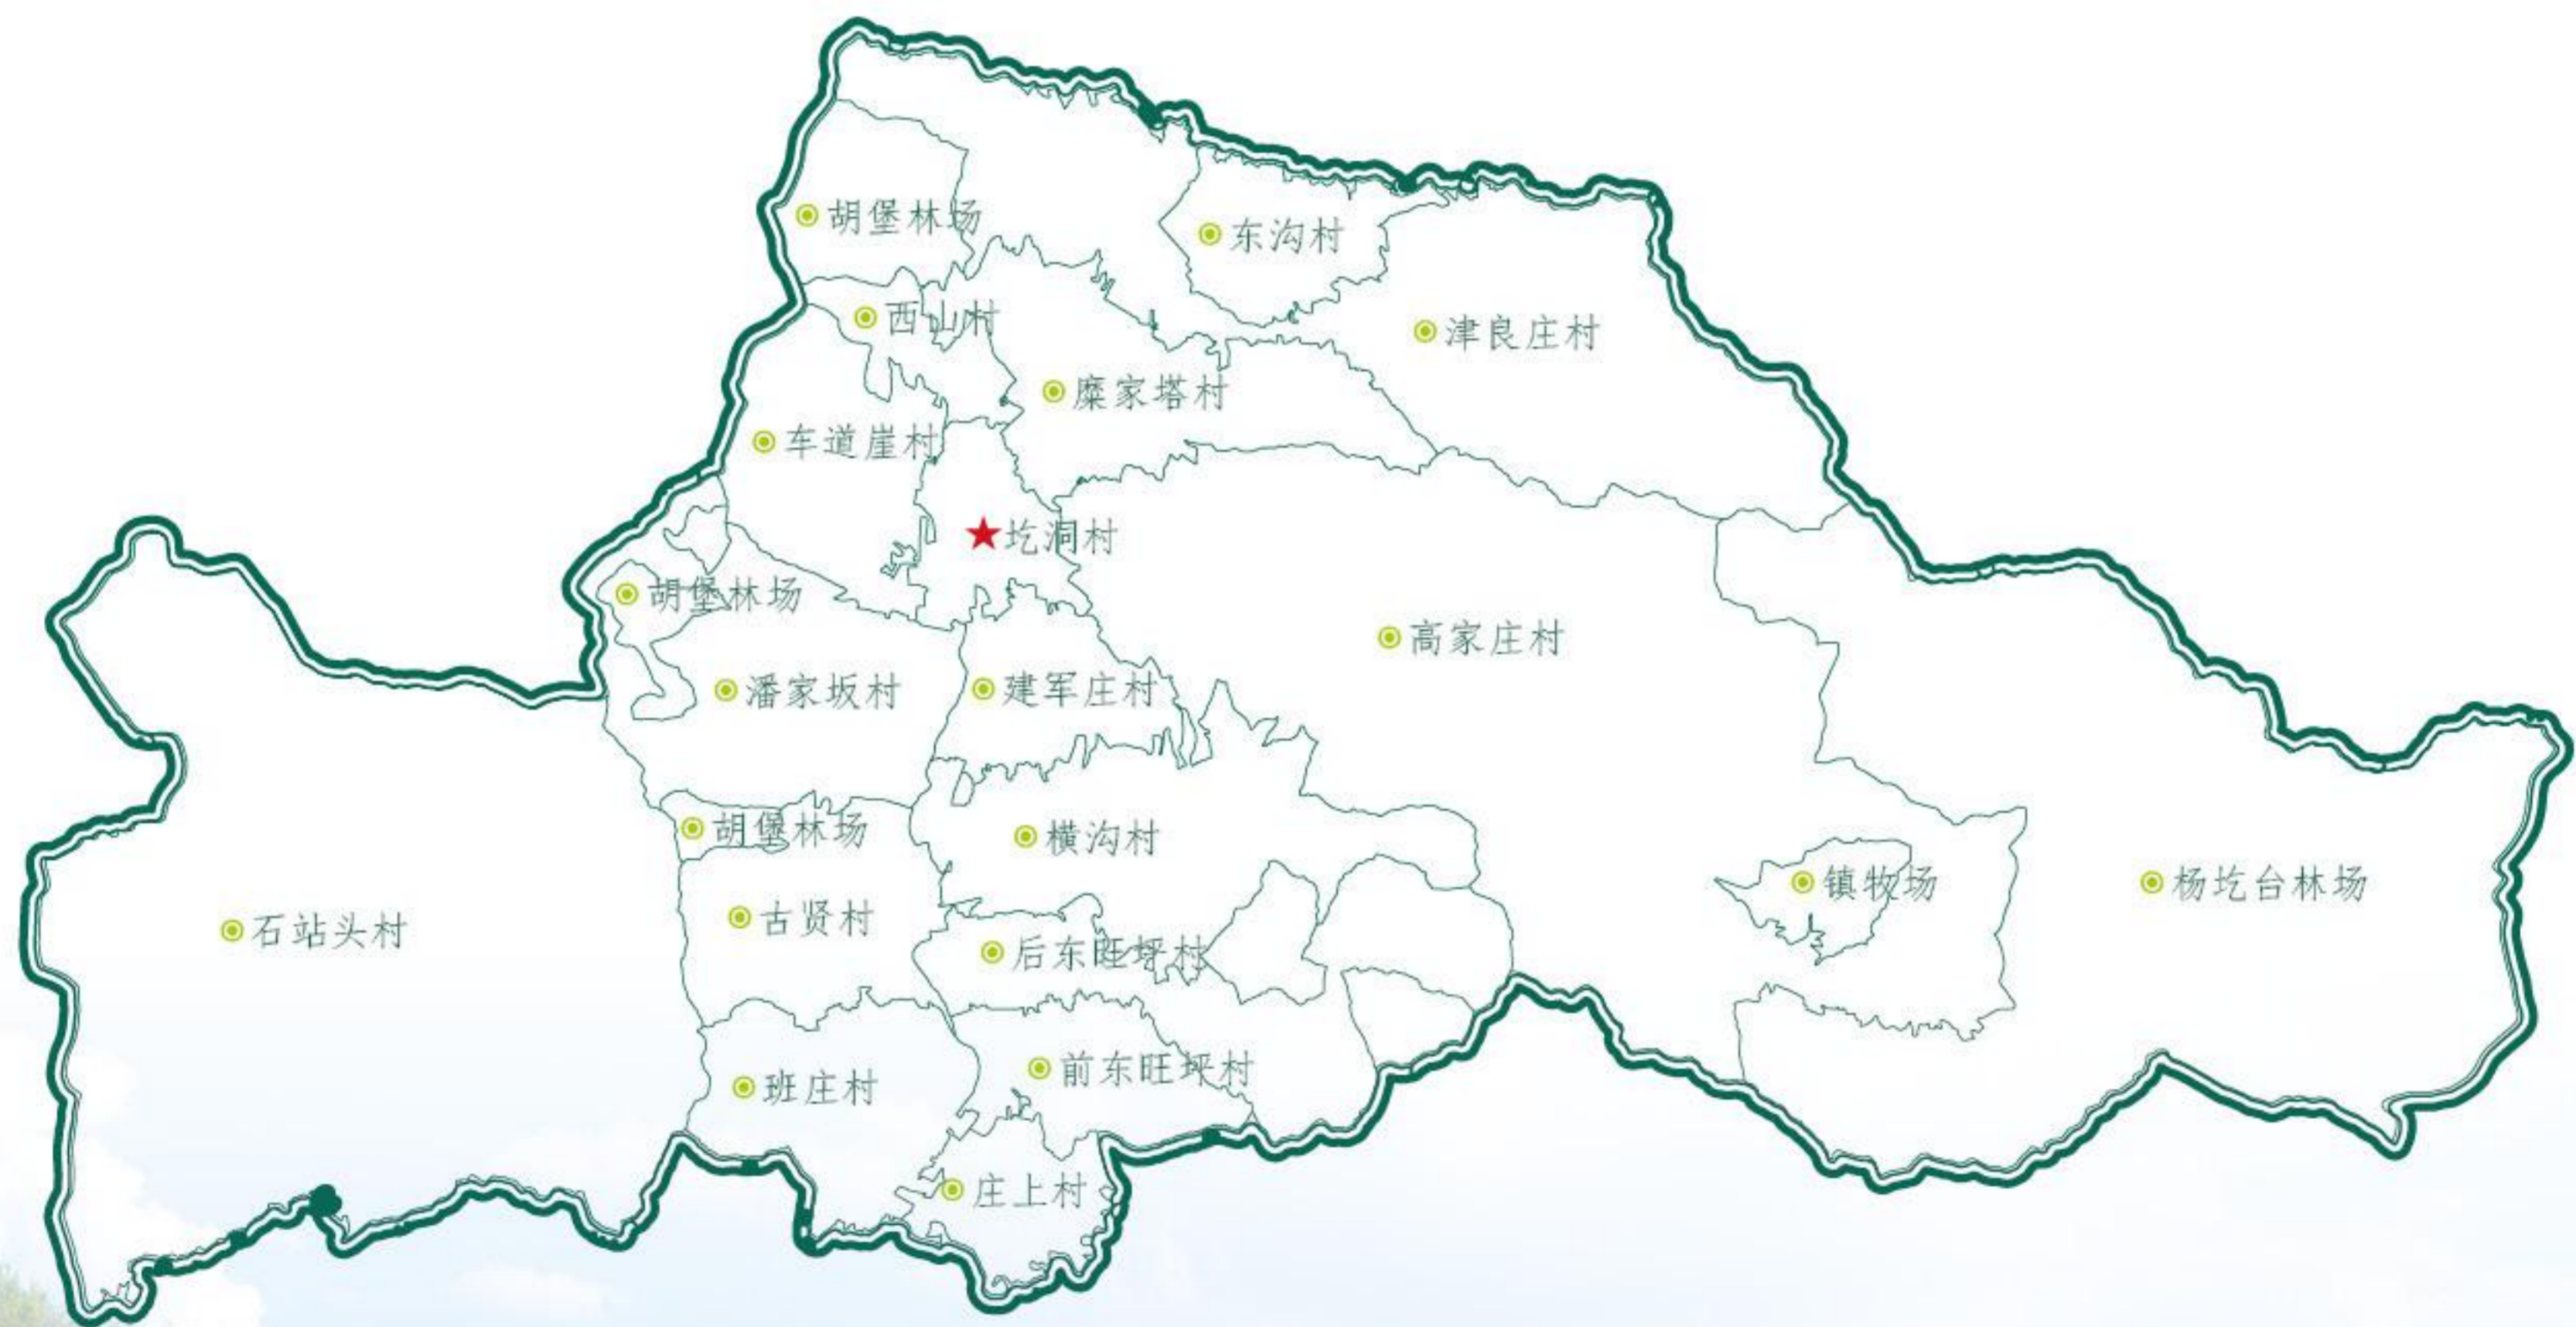 胡堡林场
东沟村
西山村
津良庄村
糜家塔村
车道崖村
圪洞村
胡堡林场
高家庄村
潘家坂村
建军庄村
胡堡林场
横沟村
镇牧场
杨圪台林场
石站头村
古贤村
后东旺坪村
前东旺坪村
班庄村
庄上村